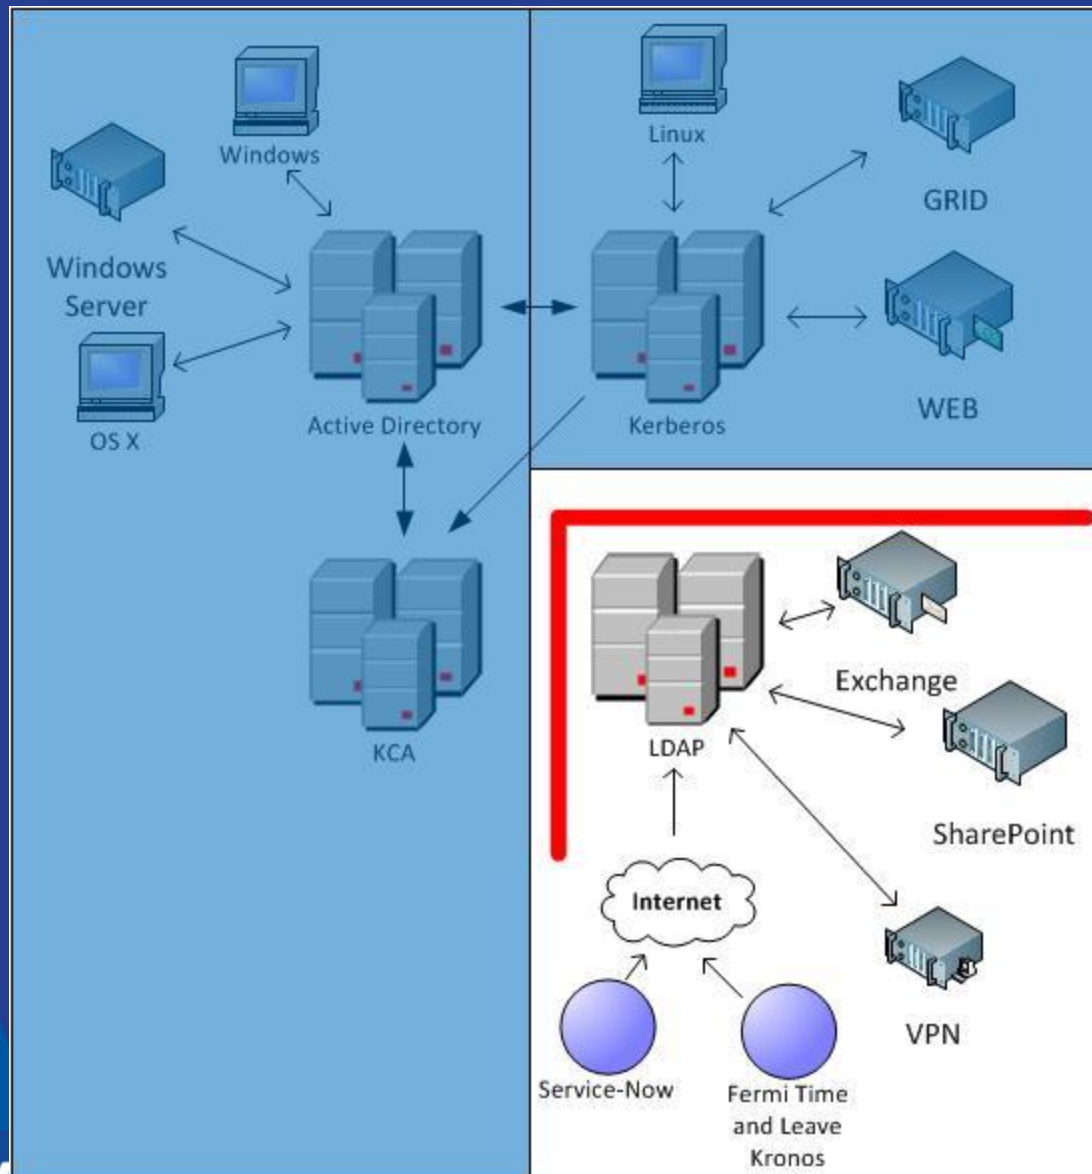 Windows
Windows
Server
OS X
Active Directory
KCA
Linux
GRID
Kerberos
WEB
LDAP
Exchange
SharePoint
Internet
VPN
Service-Now
Fermi Time
and Leave
Kronos